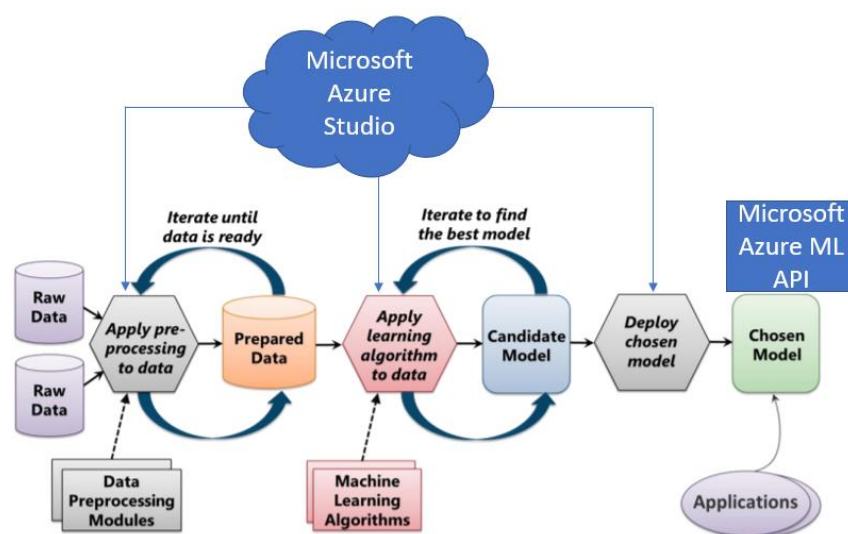 Microsoft
Azure
Studio
Iterate until
data is ready
Iterate to find
the best model
Microsoft
Azure ML
API
Raw
Data
Raw
Data
Apply pre-
processing
to data
Prepared
Data
Apply
learning
algorithm
to data
Candidate
Model
Deploy
chosen
model
Chosen
Model
Data
Preprocessing
Modules
Machine
Learning
Algorithms
Applications